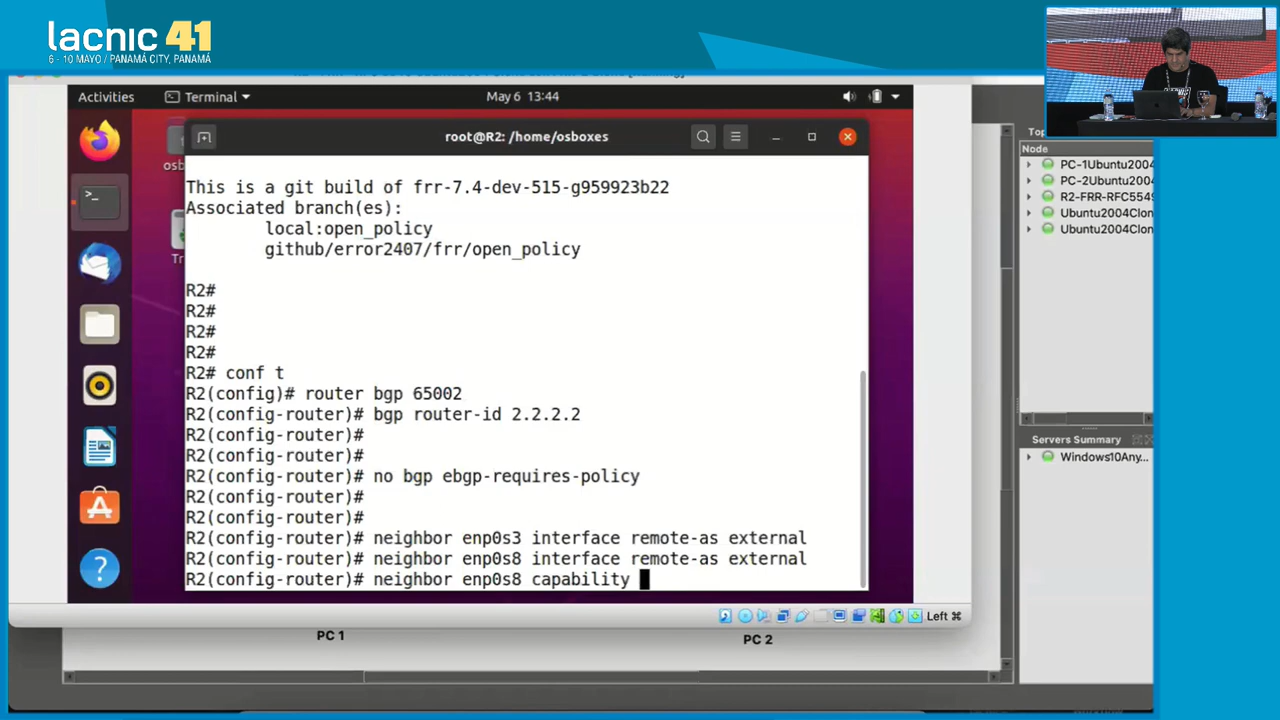 lacnic 41
6 - 10 MAYO / PANAMÁ CITY, PANAMÁ
Activities
Terminal
May 6 13:44
root@R2: /home/osboxes
osb
Tr
This is a git build of frr-7.4-dev-515-g959923b22
Associated branch(es):
local:open_policy
github/error2407/frr/open_policy
R2#
R2#
R2#
R2#
R2# conf t
R2(config)# router bgp 65002
R2(config-router)# bgp router-id 2.2.2.2
R2(config-router)#
R2(config-router)#
R2(config-router)# no bgp ebgp-requires-policy
R2(config-router)#
R2(config-router)#
R2(config-router)# neighbor enp0s3 interface remote-as external
R2(config-router)# neighbor enp0s8 interface remote-as external
R2(config-router)# neighbor enp0s8 capability
Left ⌘
PC 1
PC 2
Top
Node
PC-1Ubuntu2004
PC-2Ubuntu2004
R2-FRR-RFC5549
Ubuntu2004Clon
Ubuntu2004Clon
Servers Summary
Windows10Any...